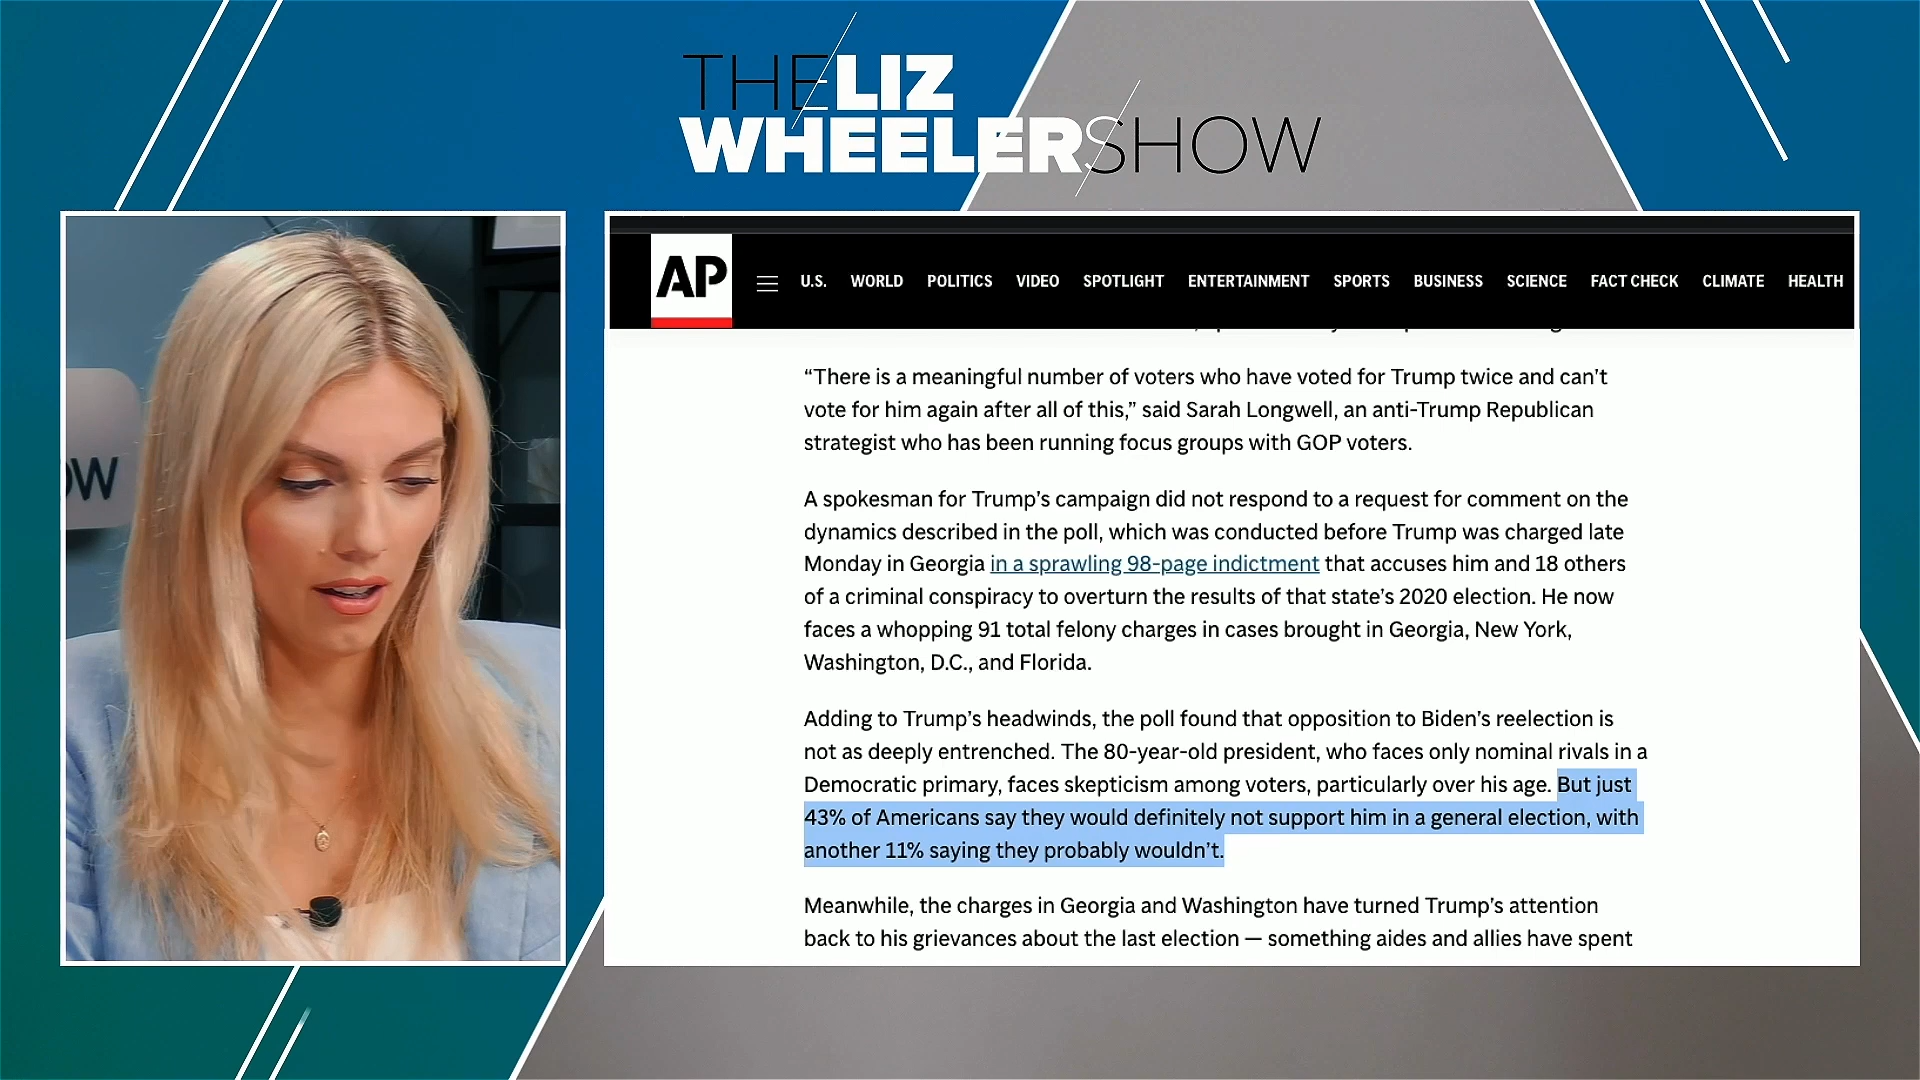 THE LIZ
WHEELER SHOW
OW
AP
U.S. WORLD POLITICS VIDEO SPOTLIGHT ENTERTAINMENT SPORTS BUSINESS SCIENCE FACT CHECK CLIMATE HEALTH
“There is a meaningful number of voters who have voted for Trump twice and can’t
vote for him again after all of this,” said Sarah Longwell, an anti-Trump Republican
strategist who has been running focus groups with GOP voters.
A spokesman for Trump’s campaign did not respond to a request for comment on the
dynamics described in the poll, which was conducted before Trump was charged late
Monday in Georgia in a sprawling 98-page indictment that accuses him and 18 others
of a criminal conspiracy to overturn the results of that state’s 2020 election. He now
faces a whopping 91 total felony charges in cases brought in Georgia, New York,
Washington, D.C., and Florida.
Adding to Trump’s headwinds, the poll found that opposition to Biden’s reelection is
not as deeply entrenched. The 80-year-old president, who faces only nominal rivals in a
Democratic primary, faces skepticism among voters, particularly over his age. But just
43% of Americans say they would definitely not support him in a general election, with
another 11% saying they probably wouldn’t.
Meanwhile, the charges in Georgia and Washington have turned Trump’s attention
back to his grievances about the last election — something aides and allies have spent